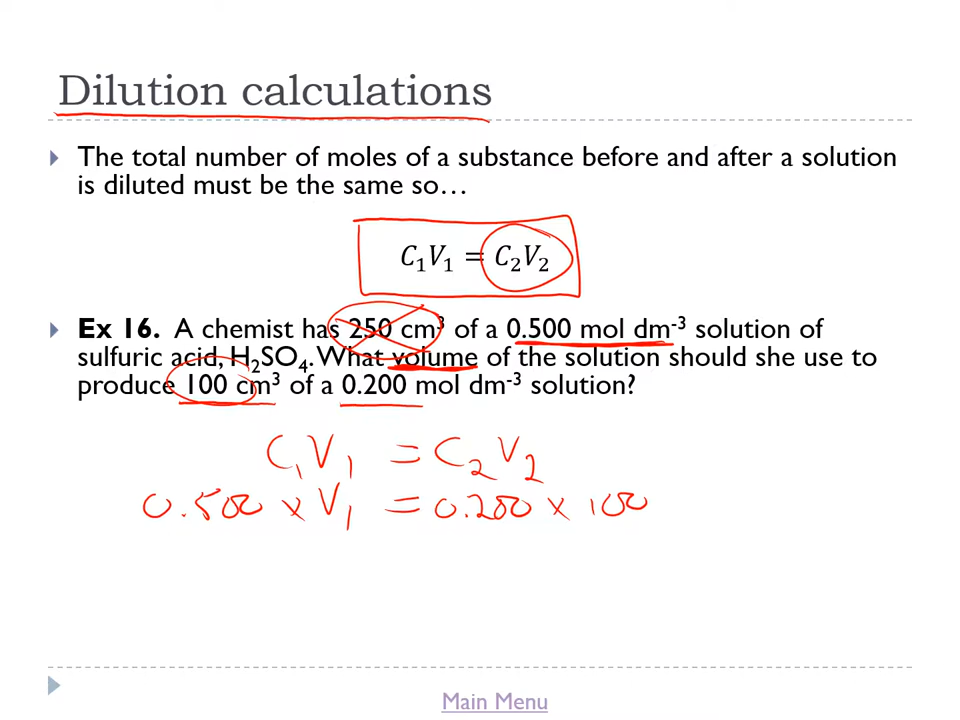 Dilution calculations
The total number of moles of a substance before and after a solution
is diluted must be the same so…
C₁V₁ = C₂V₂
Ex 16. A chemist has 250 cm³ of a 0.500 mol dm⁻³ solution of
sulfuric acid, H₂SO₄. What volume of the solution should she use to
produce 100 cm³ of a 0.200 mol dm⁻³ solution?
C₁V₁ = C₂V₂
0.500 × V₁ = 0.200 × 100
Main Menu